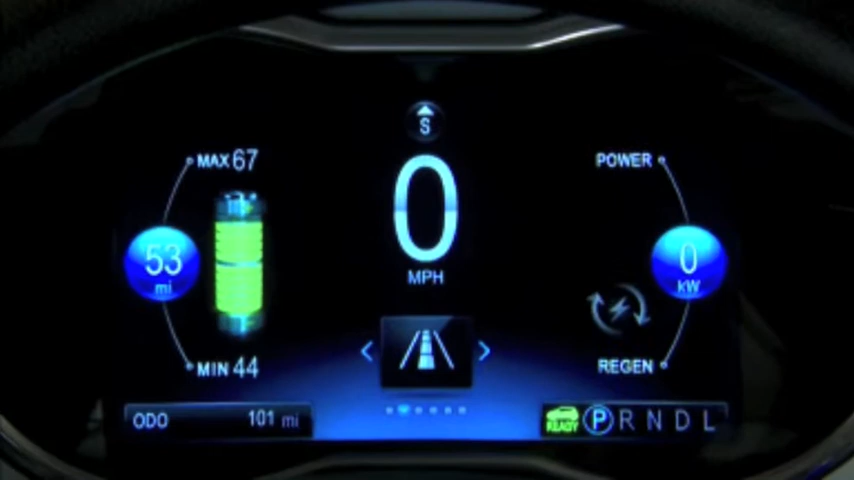 S
MAX 67
POWER
0
53
mi
0
kW
MPH
MIN 44
REGEN
ODO 101 mi
READY
P R N D L